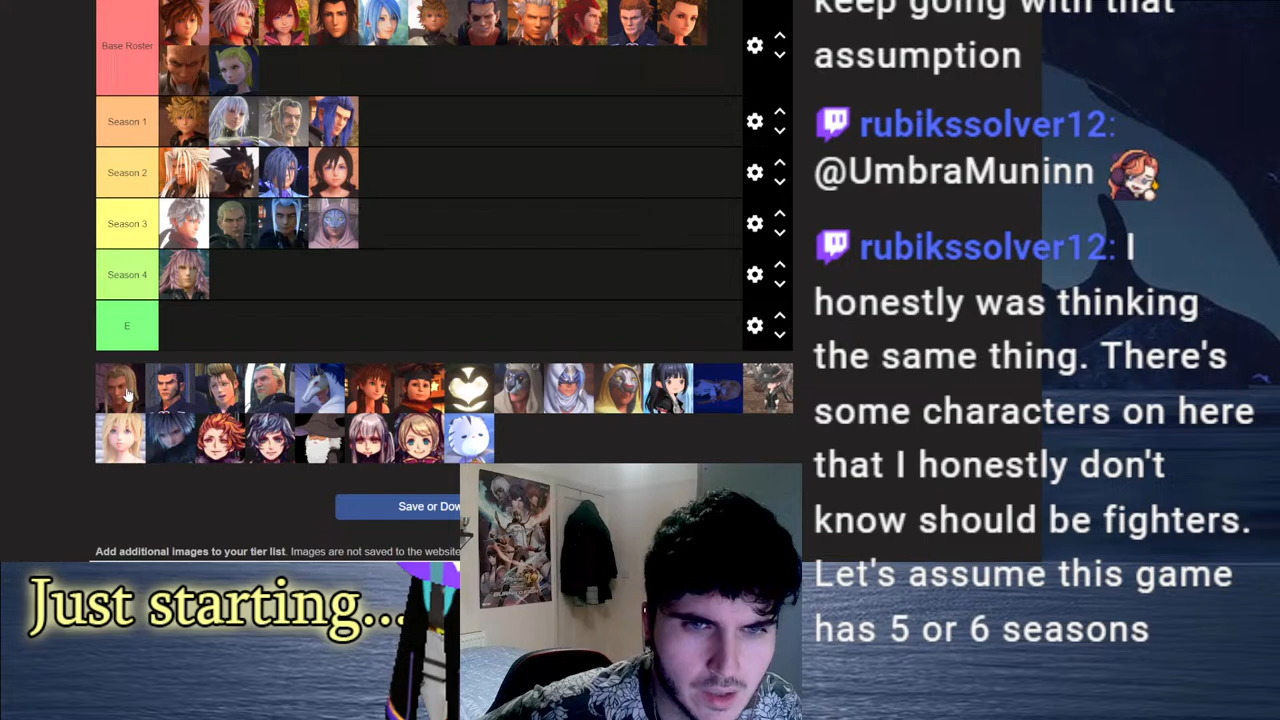 keep going with that
assumption
rubikssolver12:
@UmbraMuninn
rubikssolver12: I
honestly was thinking
the same thing. There's
some characters on here
that I honestly don't
know should be fighters.
Let's assume this game
has 5 or 6 seasons
Base Roster
Season 1
Season 2
Season 3
Season 4
E
Save or Dow
Add additional images to your tier list. Images are not saved to the website
Just starting...